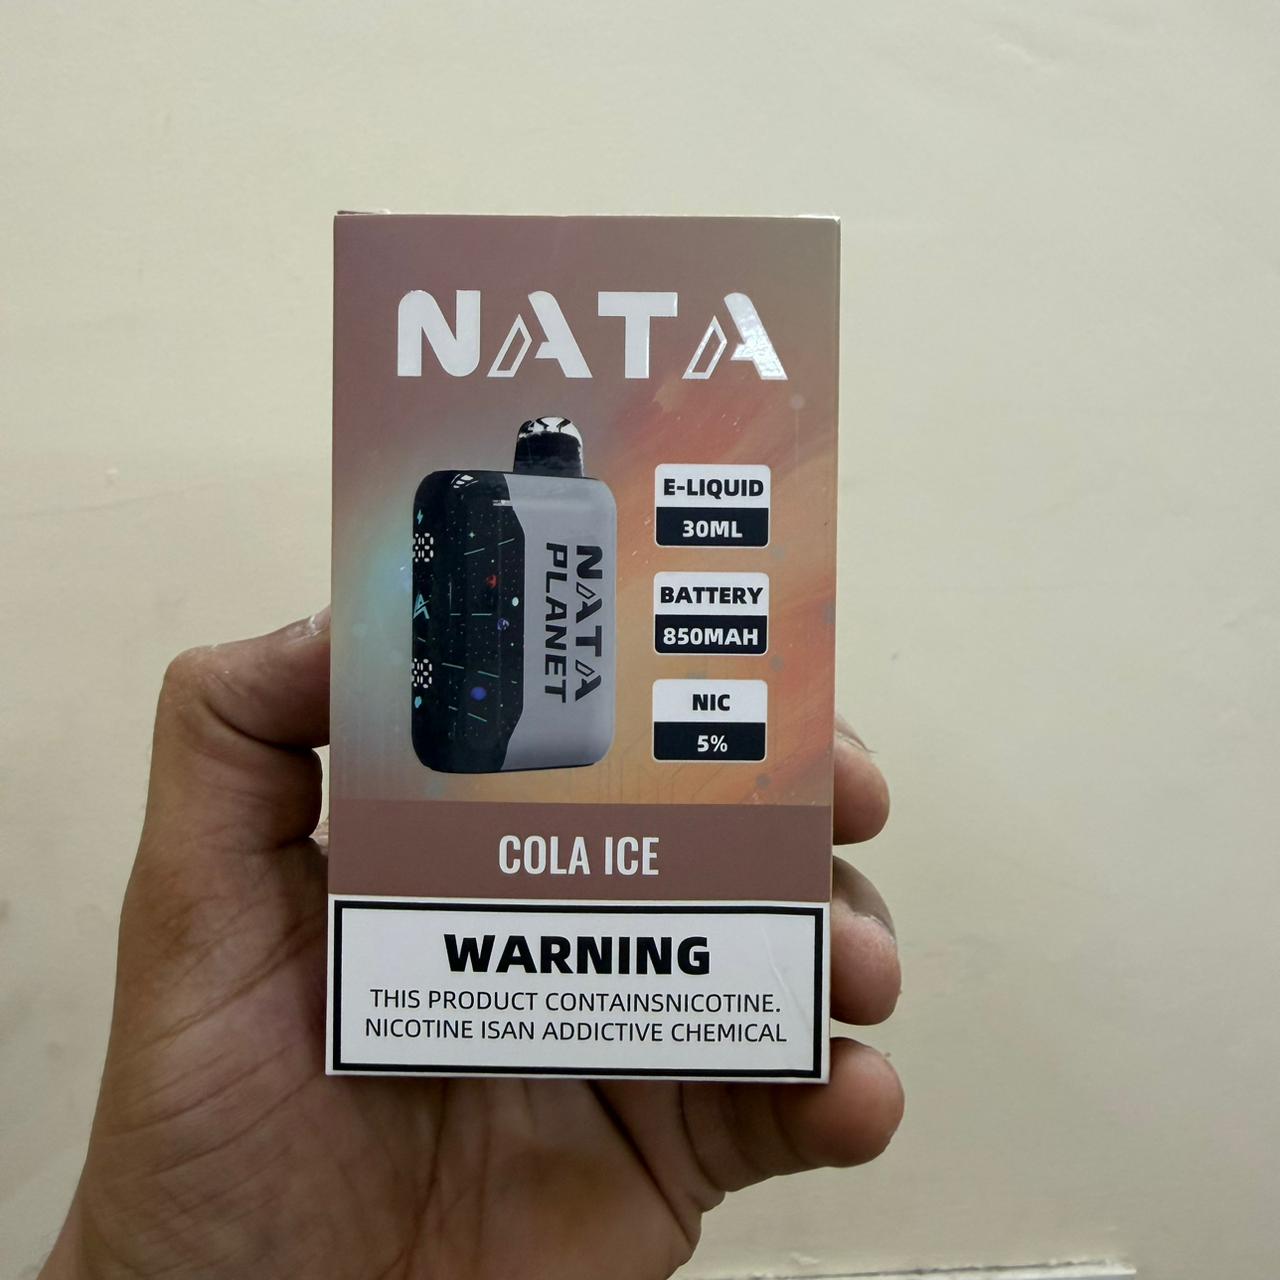 NATA
NATA
PLANET
E-LIQUID
30ML
BATTERY
850MAH
NIC
5%
COLA ICE
WARNING
THIS PRODUCT CONTAINSNICOTINE.
NICOTINE ISAN ADDICTIVE CHEMICAL